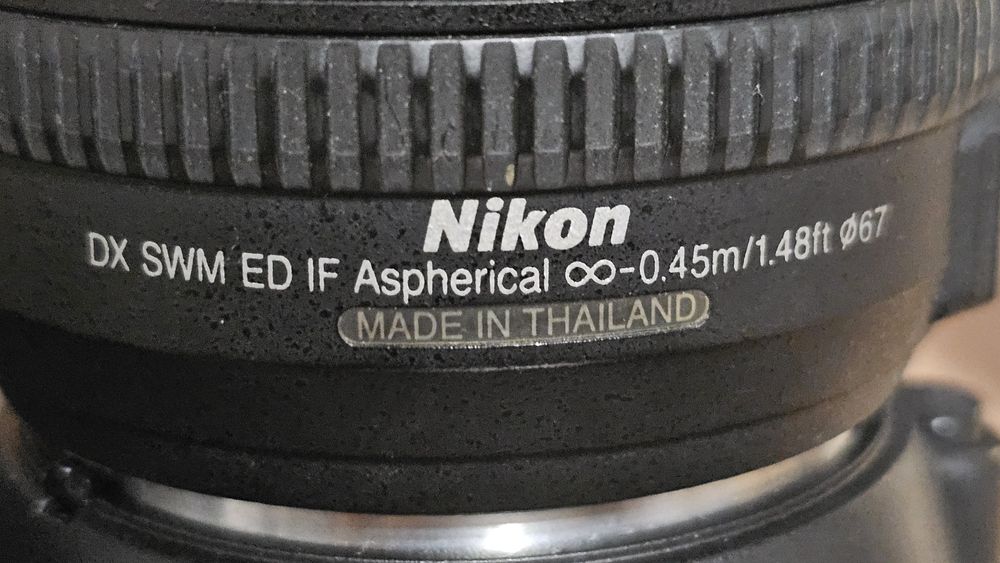 Nikon
DX SWM ED IF Aspherical ∞-0.45m/1.48ft ø67
MADE IN THAILAND